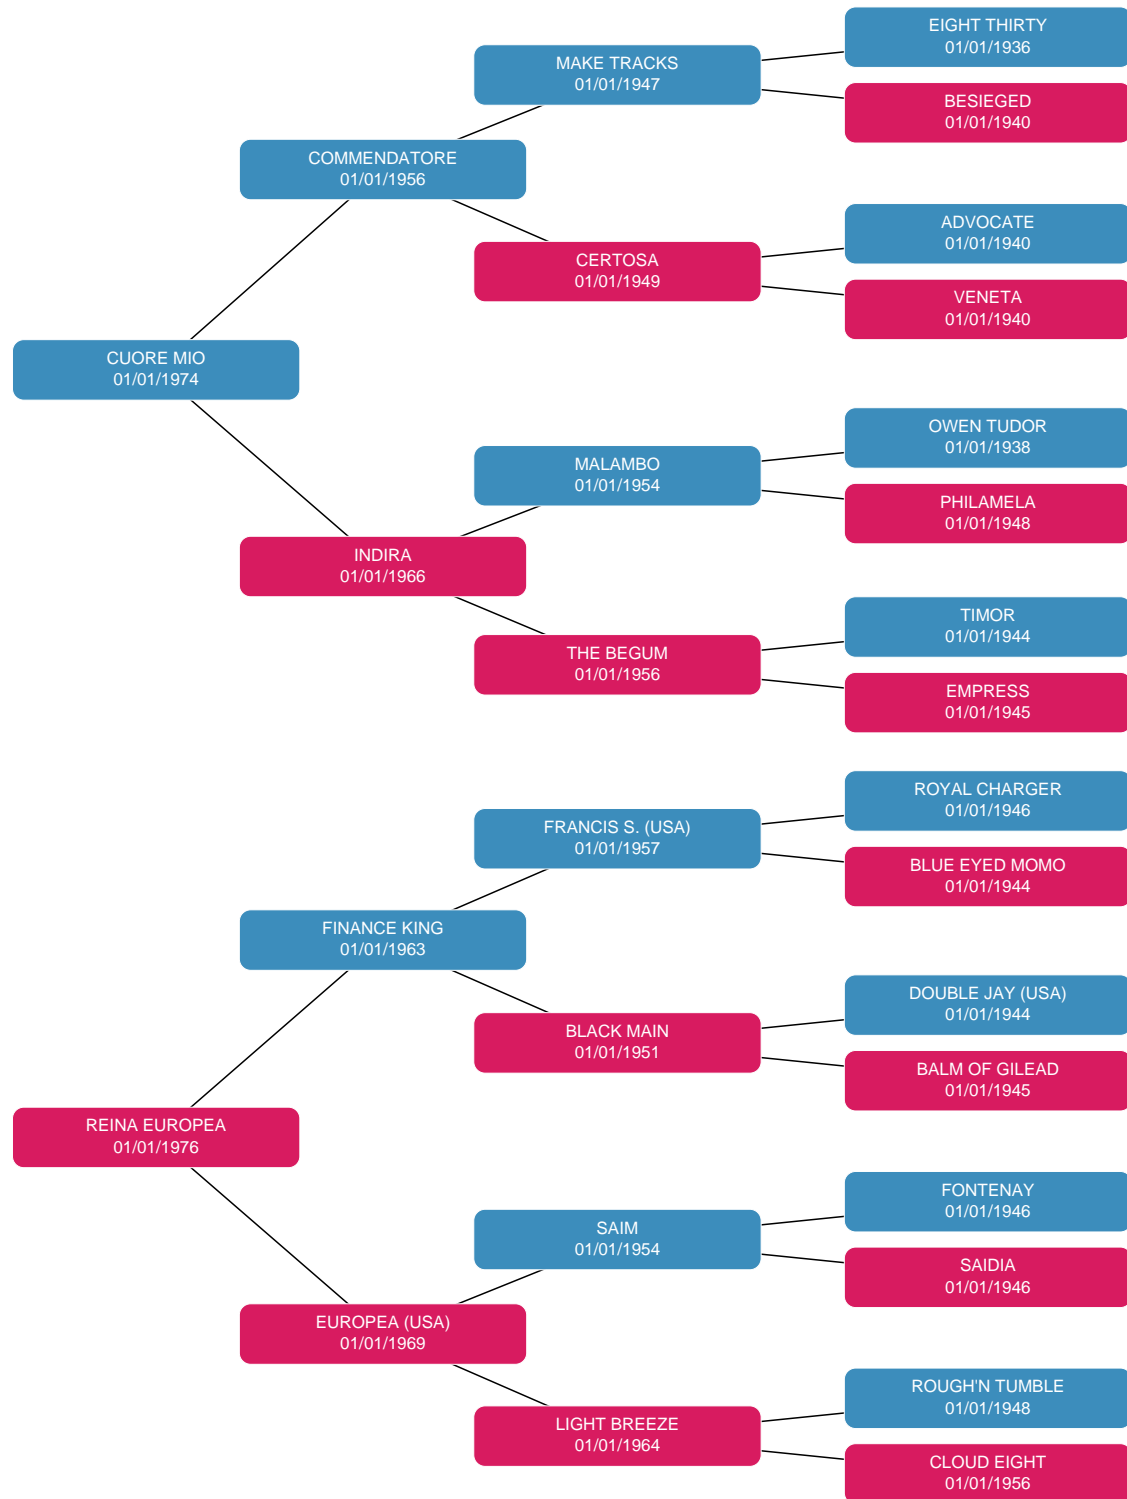 EIGHT THIRTY
01/01/1936
MAKE TRACKS
01/01/1947
BESIEGED
01/01/1940
COMMENDATORE
01/01/1956
ADVOCATE
01/01/1940
CERTOSA
01/01/1949
VENETA
01/01/1940
CUORE MIO
01/01/1974
OWEN TUDOR
01/01/1938
MALAMBO
01/01/1954
PHILAMELA
01/01/1948
INDIRA
01/01/1966
TIMOR
01/01/1944
THE BEGUM
01/01/1956
EMPRESS
01/01/1945
ROYAL CHARGER
01/01/1946
FRANCIS S. (USA)
01/01/1957
BLUE EYED MOMO
01/01/1944
FINANCE KING
01/01/1963
DOUBLE JAY (USA)
01/01/1944
BLACK MAIN
01/01/1951
BALM OF GILEAD
01/01/1945
REINA EUROPEA
01/01/1976
FONTENAY
01/01/1946
SAIM
01/01/1954
SAIDIA
01/01/1946
EUROPEA (USA)
01/01/1969
ROUGH'N TUMBLE
01/01/1948
LIGHT BREEZE
01/01/1964
CLOUD EIGHT
01/01/1956